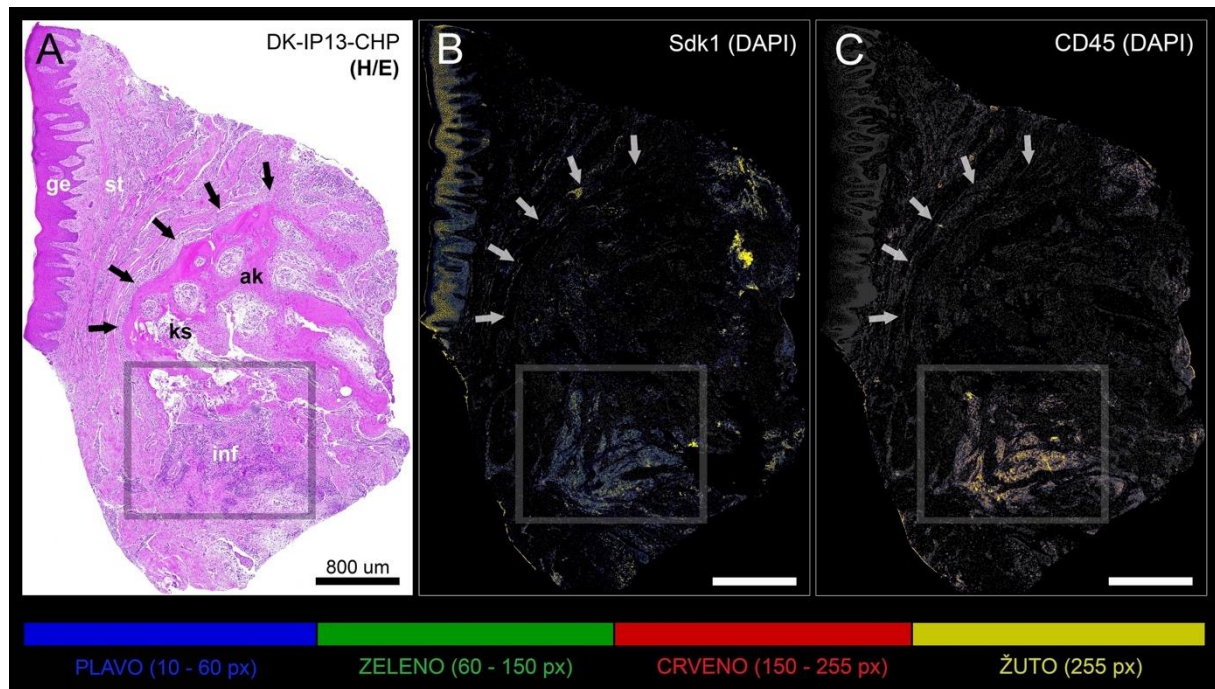 A
DK-IP13-CHP
(H/E)
ge
st
ak
ks
inf
800 um
B
Sdk1 (DAPI)
C
CD45 (DAPI)
PLAVO (10 - 60 px)
ZELENO (60 - 150 px)
CRVENO (150 - 255 px)
ŽUTO (255 px)